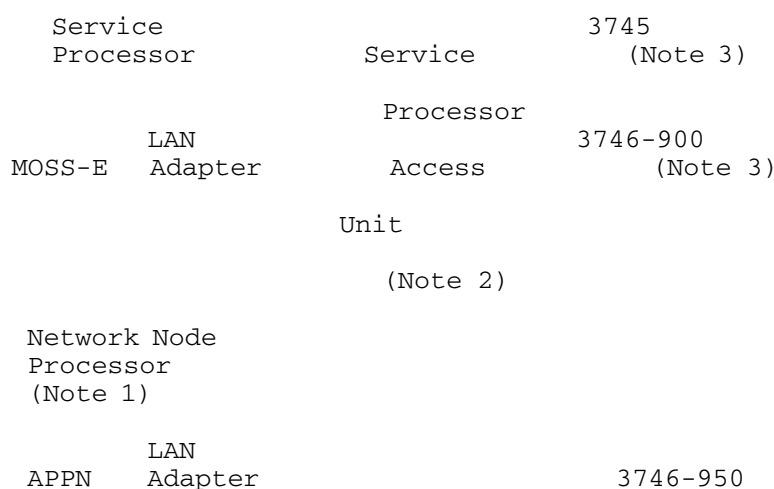 Service 3745
Processor Service (Note 3)
Processor
LAN 3746-900
MOSS-E Adapter Access (Note 3)
Unit
(Note 2)
Network Node
Processor
(Note 1)
LAN
APPN Adapter 3746-950